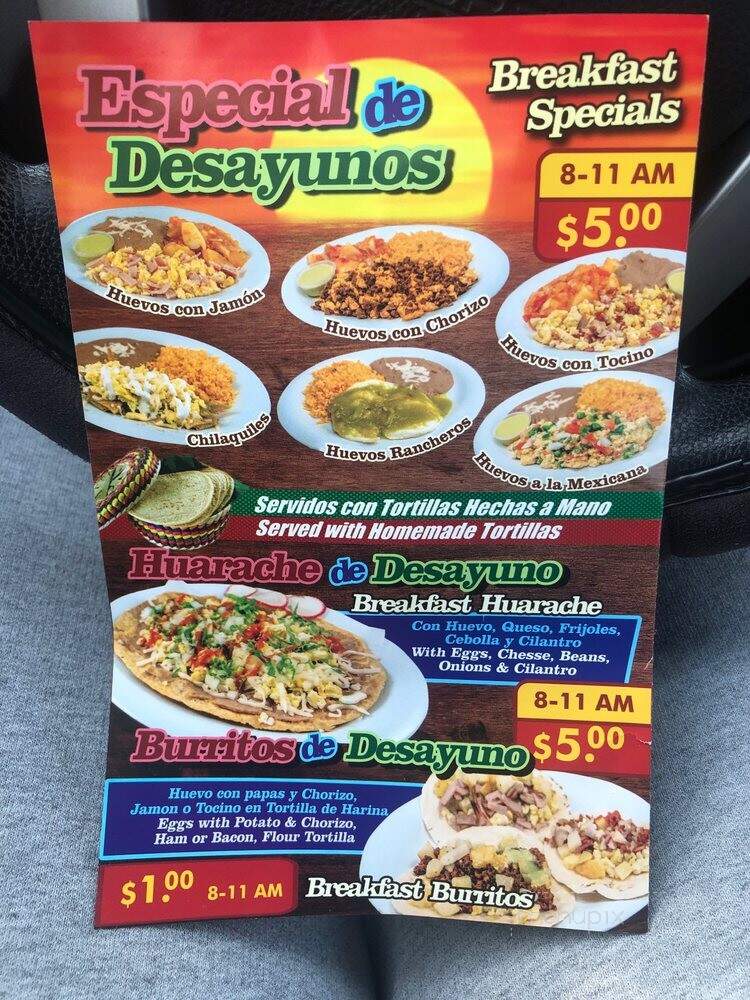 Especial de
Desayunos
Breakfast
Specials
8-11 AM
$5.00
Huevos con Jamón
Huevos con Chorizo
Huevos con Tocino
Chilaquiles
Huevos Rancheros
Huevos a la Mexicana
Servidos con Tortillas Hechas a Mano
Served with Homemade Tortillas
Huarache de Desayuno
Breakfast Huarache
Con Huevo, Queso, Frijoles,
Cebolla y Cilantro
With Eggs, Chesse, Beans,
Onions & Cilantro
8-11 AM
$5.00
Burritos de Desayuno
Huevo con papas y Chorizo,
Jamon o Tocino en Tortilla de Harina
Eggs with Potato & Chorizo,
Ham or Bacon, Flour Tortilla
$1.00 8-11 AM
Breakfast Burritos